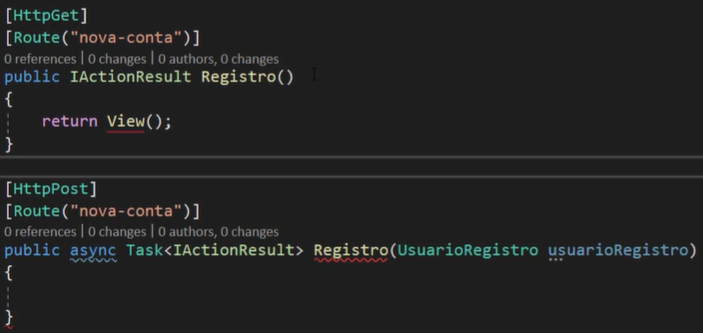 [HttpGet]
[Route("nova-conta")]
0 references | 0 changes | 0 authors, 0 changes
public IActionResult Registro()
{
    return View();
}
[HttpPost]
[Route("nova-conta")]
0 references | 0 changes | 0 authors, 0 changes
public async Task<IActionResult> Registro(UsuarioRegistro usuarioRegistro)
{
}